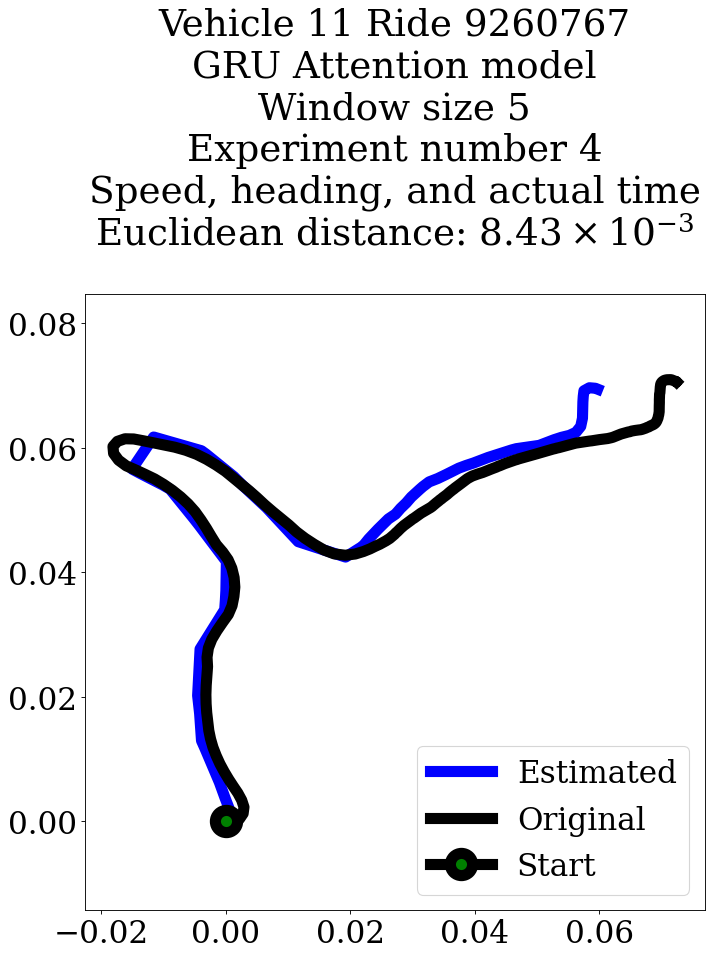 Vehicle 11 Ride 9260767
GRU Attention model
Window size 5
Experiment number 4
Speed, heading, and actual time
Euclidean distance: 8.43 × 10⁻³
0.08
0.06
0.04
0.02
0.00
Estimated
Original
Start
−0.02 0.00 0.02 0.04 0.06